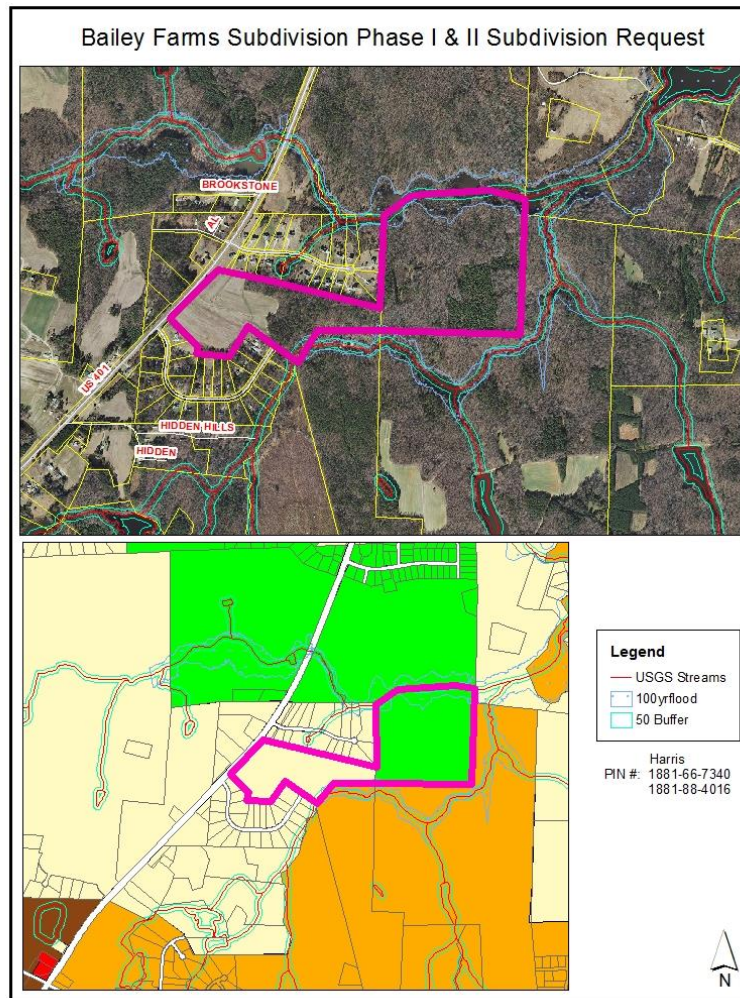 Bailey Farms Subdivision Phase I & II Subdivision Request
BROOKSTONE
AL
US 401
HIDDEN HILLS
HIDDEN
Legend
USGS Streams
100yrflood
50 Buffer
Harris
PIN #: 1881-66-7340
1881-88-4016
N